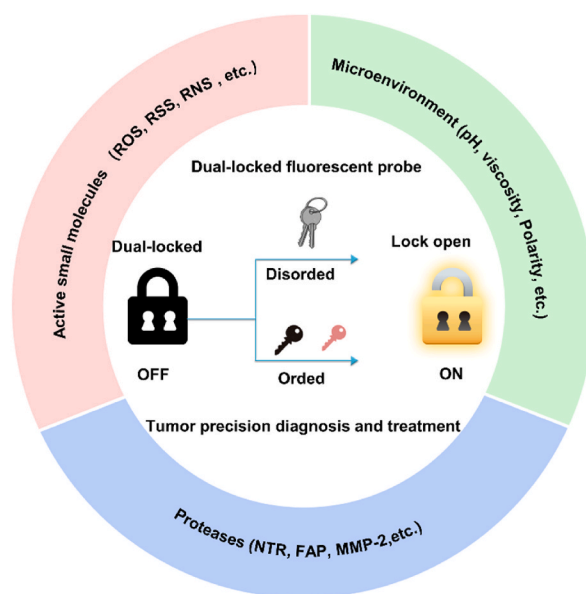 Active small molecules (ROS, RSS, RNS , etc.)
Microenvironment (pH, viscosity, Polarity, etc.)
Dual-locked fluorescent probe
Dual-locked
Lock open
Disorded
OFF
Orded
ON
Tumor precision diagnosis and treatment
Proteases (NTR, FAP, MMP-2,etc.)